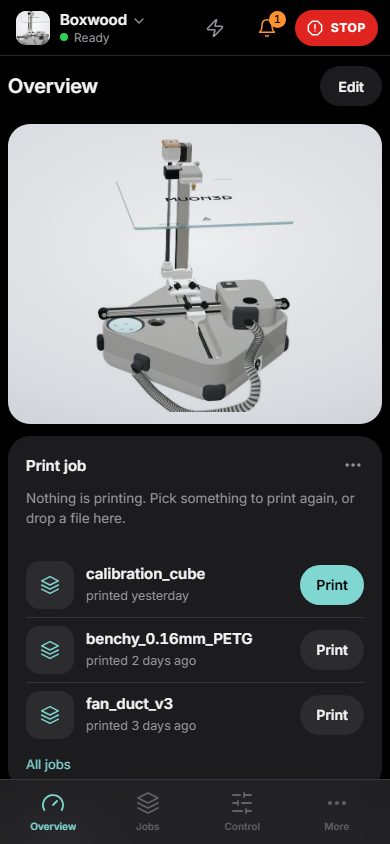 Boxwood
Ready
1
STOP
Overview
Edit
MUON3D
Print job
Nothing is printing. Pick something to print again, or
drop a file here.
calibration_cube
printed yesterday
Print
benchy_0.16mm_PETG
printed 2 days ago
Print
fan_duct_v3
printed 3 days ago
Print
All jobs
Overview
Jobs
Control
More